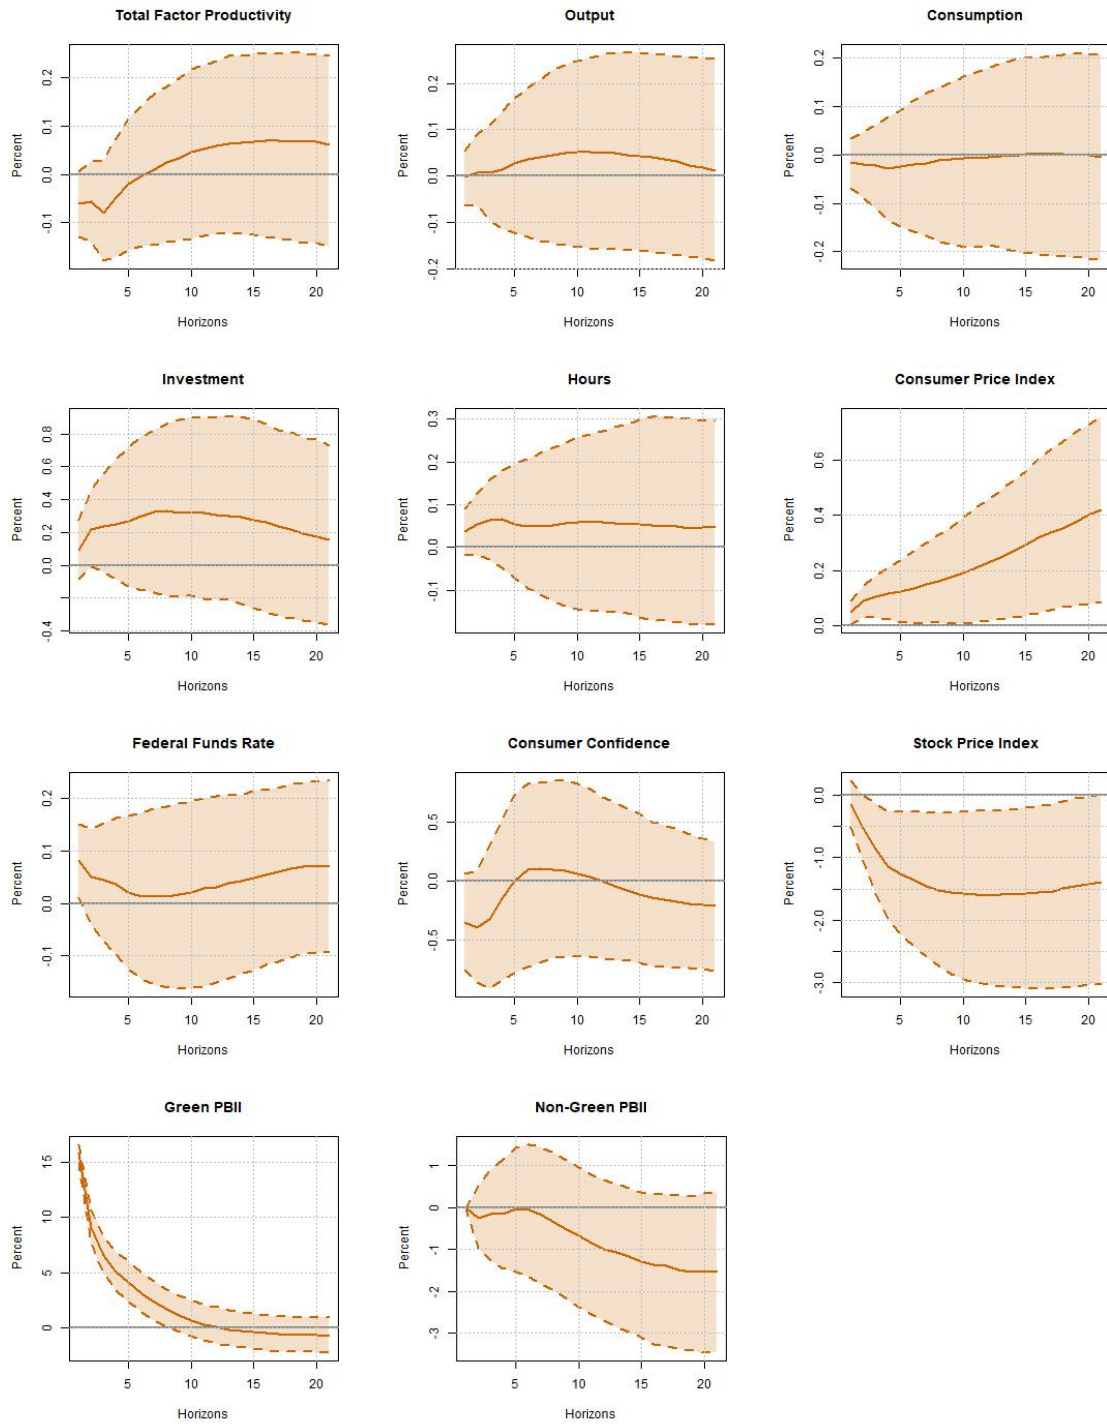 Total Factor Productivity
Output
Consumption
Percent
0.2
0.1
0.0
-0.1
5 10 15 20
Horizons
Percent
0.2
0.1
0.0
-0.1
-0.2
5 10 15 20
Horizons
Percent
0.2
0.1
0.0
-0.1
-0.2
5 10 15 20
Horizons
Investment
Hours
Consumer Price Index
Percent
0.8
0.6
0.4
0.2
0.0
-0.4
5 10 15 20
Horizons
Percent
0.3
0.2
0.1
0.0
-0.1
5 10 15 20
Horizons
Percent
0.6
0.4
0.2
0.0
5 10 15 20
Horizons
Federal Funds Rate
Consumer Confidence
Stock Price Index
Percent
0.2
0.1
0.0
-0.1
5 10 15 20
Horizons
Percent
0.5
0.0
-0.5
5 10 15 20
Horizons
Percent
0.0
-1.0
-2.0
-3.0
5 10 15 20
Horizons
Green PBII
Non-Green PBII
Percent
15
10
5
0
5 10 15 20
Horizons
Percent
1
0
-1
-2
-3
5 10 15 20
Horizons